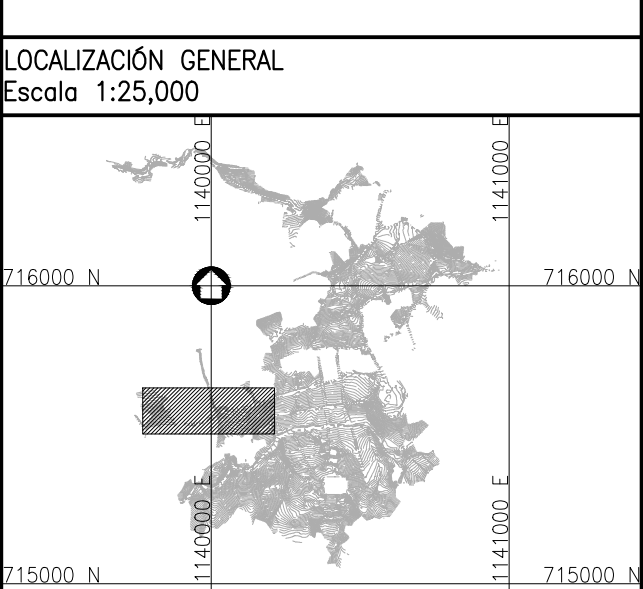 LOCALIZACIÓN GENERAL
Escala 1:25,000
1140000 E
1141000 E
716000 N
716000 N
1140000 E
1141000 E
715000 N
715000 N